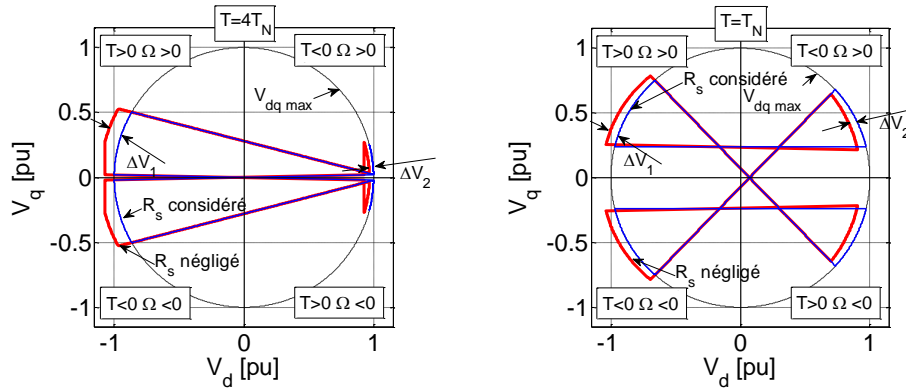 T=4T_N
T>0 Ω>0
T<0 Ω>0
V_dq max
ΔV_1
ΔV_2
R_s considéré
R_s négligé
T<0 Ω<0
T>0 Ω<0
1
0.5
0
-0.5
-1
-1
0
1
V_q [pu]
V_d [pu]
T=T_N
T>0 Ω>0
T<0 Ω>0
R_s considéré
V_dq max
ΔV_1
ΔV_2
R_s négligé
T<0 Ω<0
T>0 Ω<0
1
0.5
0
-0.5
-1
-1
0
1
V_q [pu]
V_d [pu]